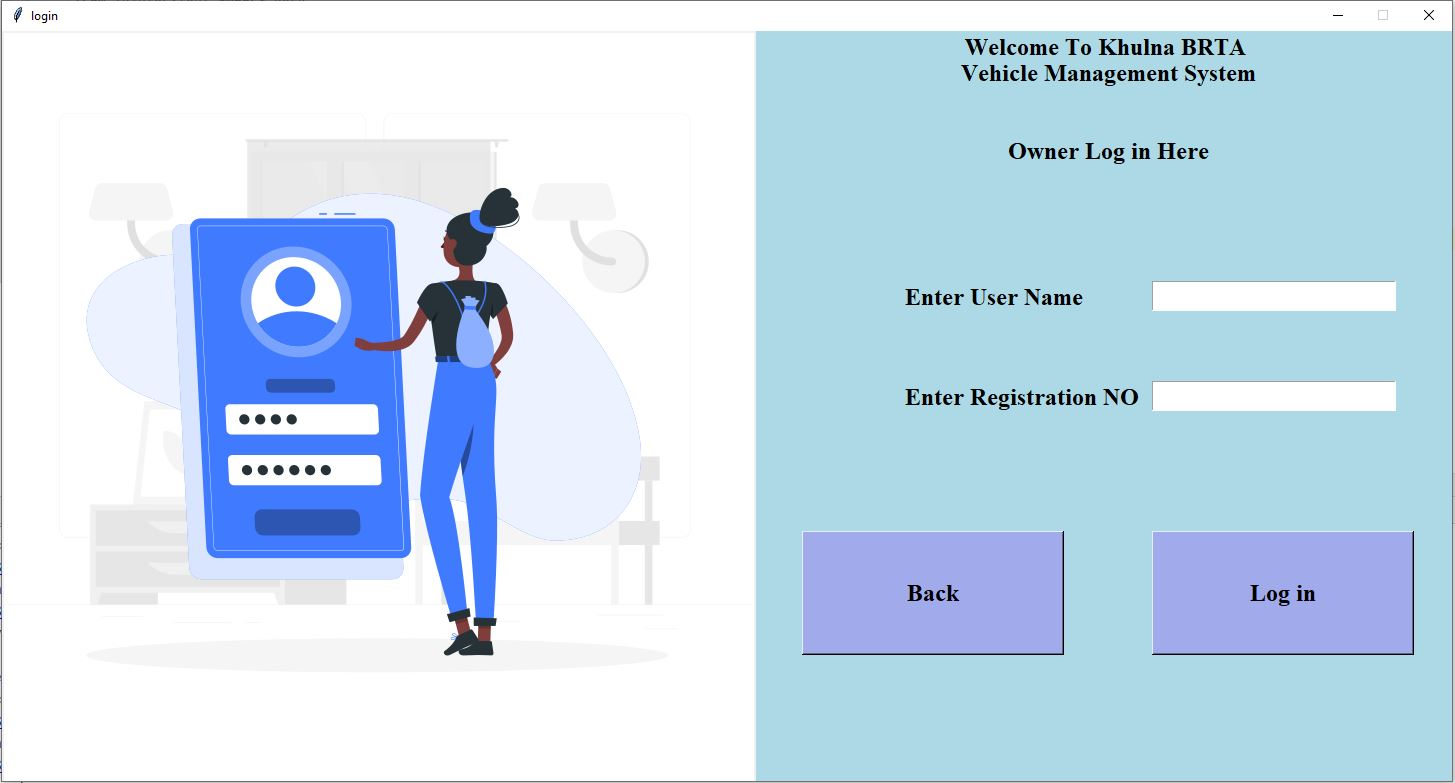 login
Welcome To Khulna BRTA
Vehicle Management System
Owner Log in Here
Enter User Name
Enter Registration NO
Back
Log in